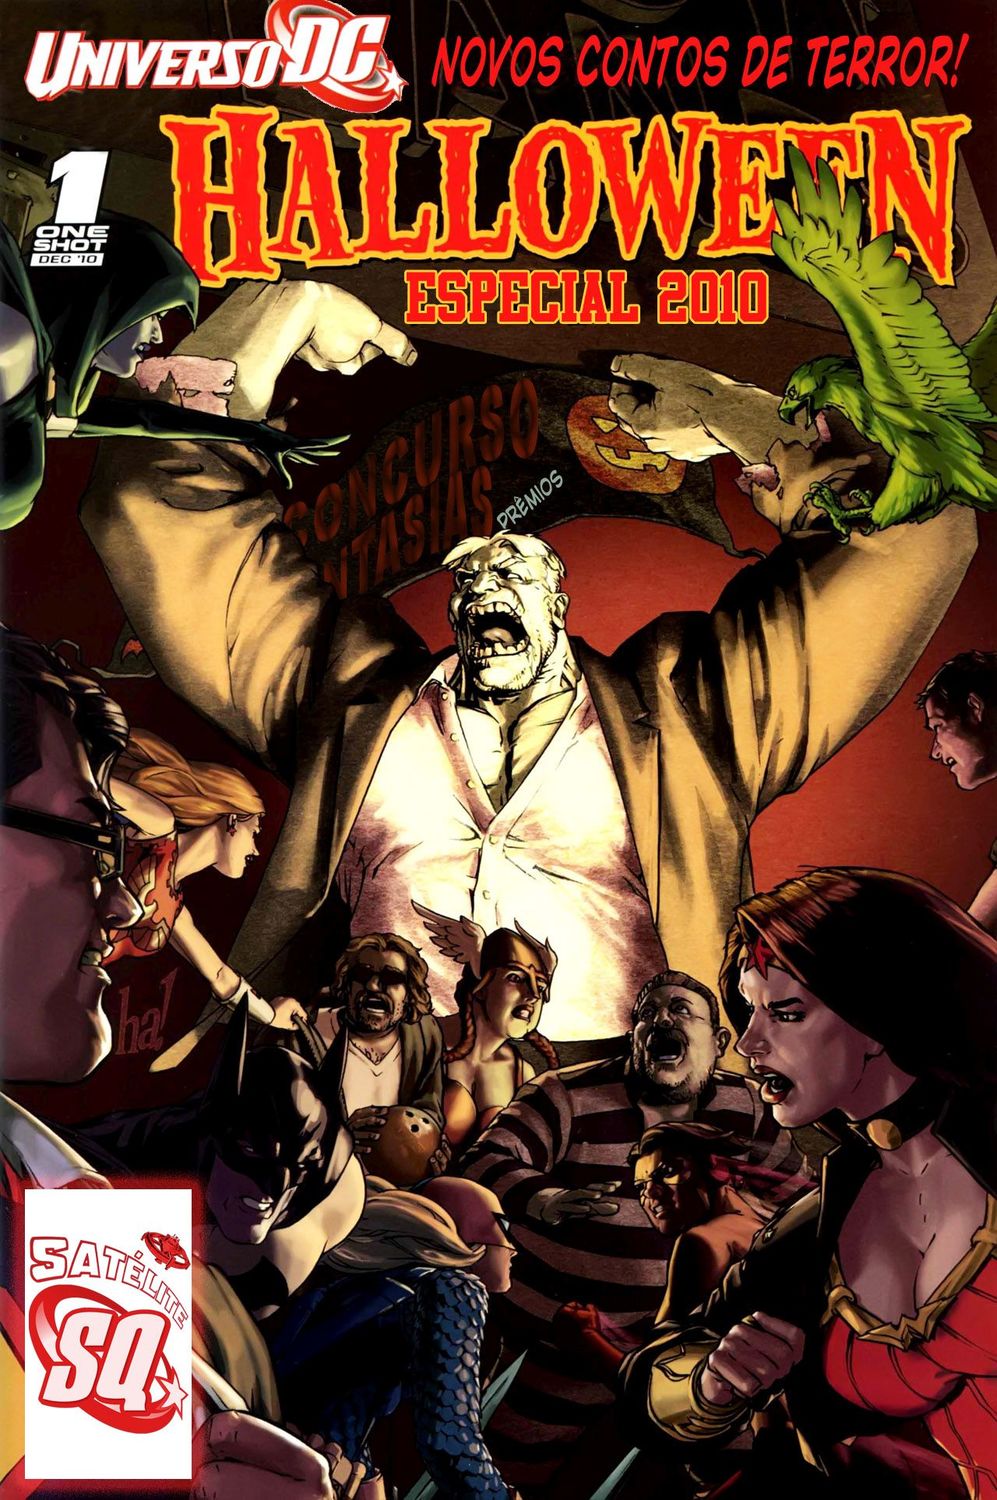 UNIVERSO DC
NOVOS CONTOS DE TERROR!
HALLOWEEN
ESPECIAL 2010
1
ONE
SHOT
DEC '10
CONCURSO
NTASIAS
PRÊMIOS
ha!
SATÉLITE
SQ